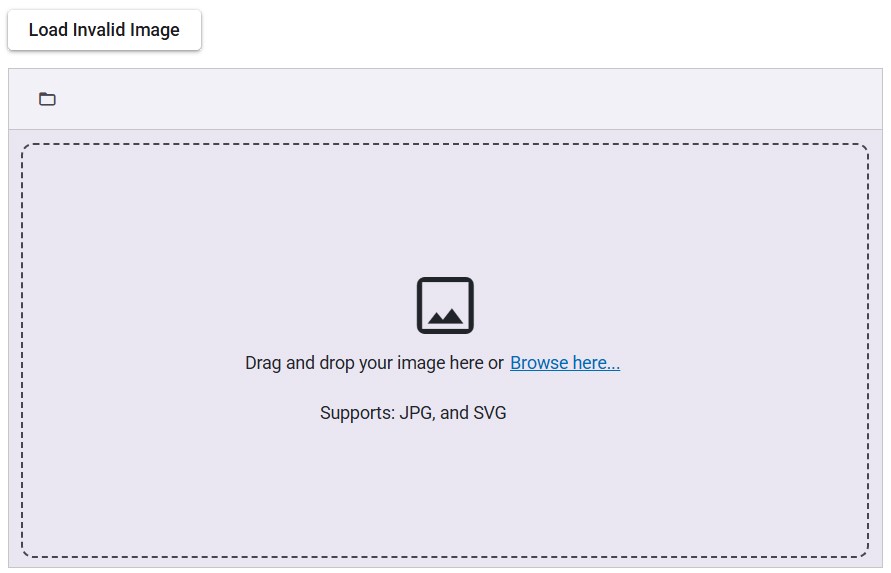 Load Invalid Image
Drag and drop your image here or Browse here...
Supports: JPG, and SVG